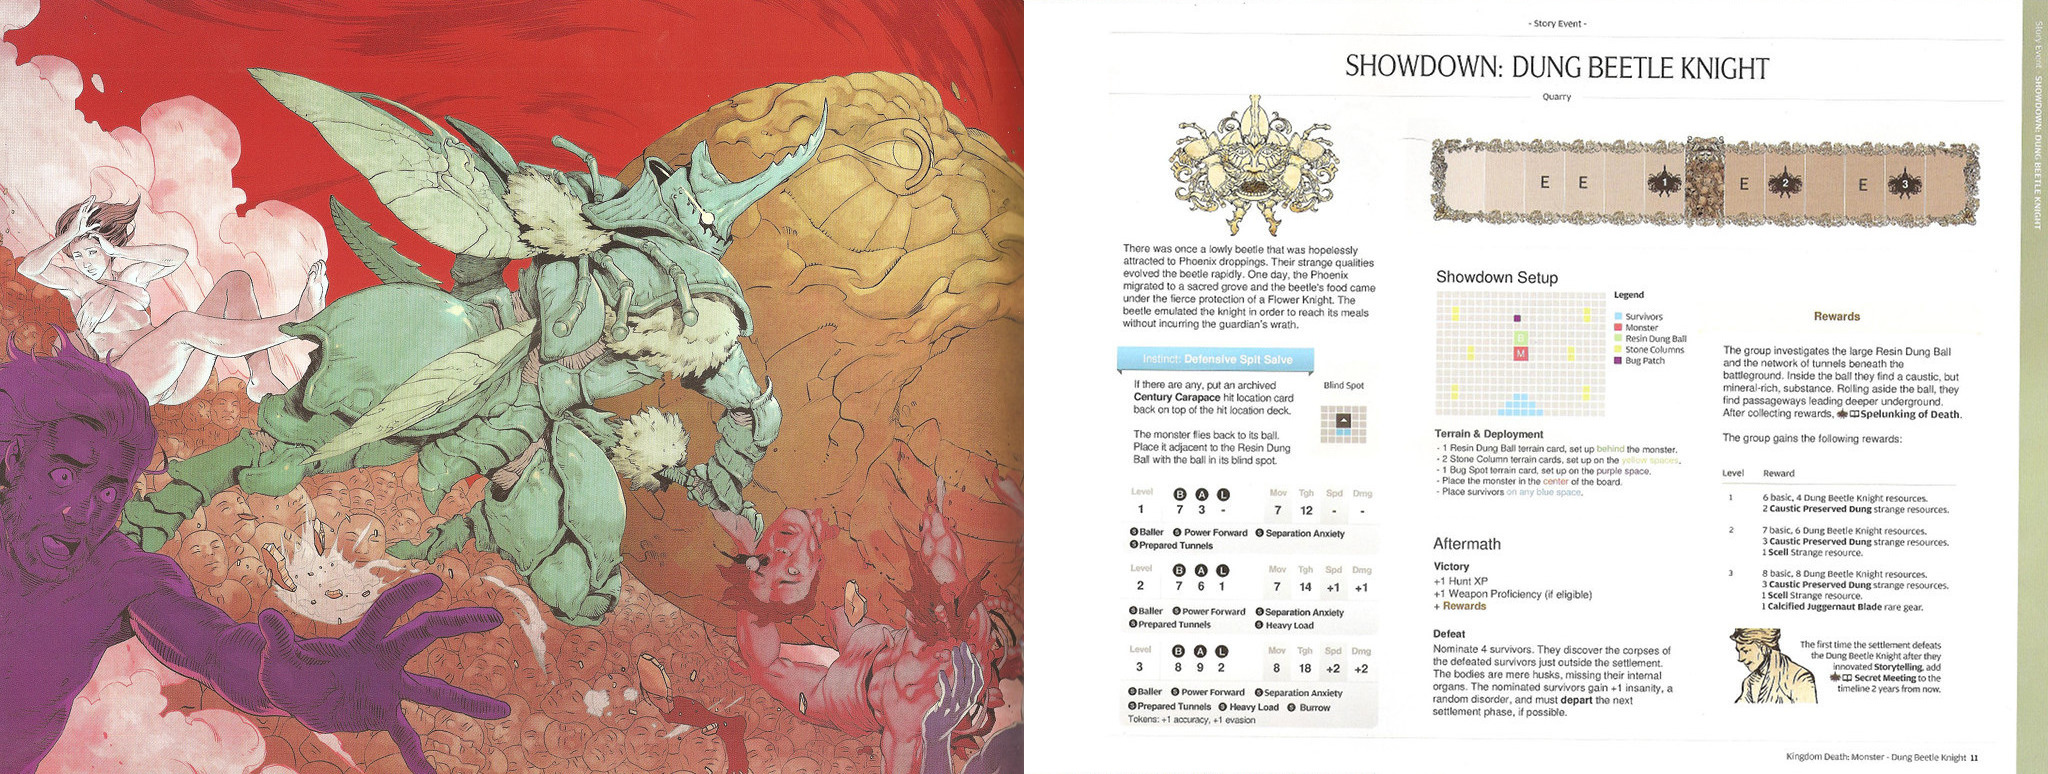 - Story Event -
SHOWDOWN: DUNG BEETLE KNIGHT
Quarry
E
E
1
E
2
E
3
There was once a lowly beetle that was hopelessly
attracted to Phoenix droppings. Their strange qualities
evolved the beetle rapidly. One day, the Phoenix
migrated to a sacred grove and the beetle's food came
under the fierce protection of a Flower Knight. The
beetle emulated the knight in order to reach its meals
without incurring the guardian's wrath.
Instinct: Defensive Spit Salve
If there are any, put an archived
Century Carapace hit location card
back on top of the hit location deck.
The monster flies back to its ball.
Place it adjacent to the Resin Dung
Ball with the ball in its blind spot.
Blind Spot
Level B A L Mov Tgh Spd Dmg
1 7 3 - 7 12 - -
Baller Power Forward Separation Anxiety
Prepared Tunnels
Level B A L Mov Tgh Spd Dmg
2 7 6 1 7 14 +1 +1
Baller Power Forward Separation Anxiety
Prepared Tunnels Heavy Load
Level B A L Mov Tgh Spd Dmg
3 8 9 2 8 18 +2 +2
Baller Power Forward Separation Anxiety
Prepared Tunnels Heavy Load Burrow
Tokens: +1 accuracy, +1 evasion
Showdown Setup
M
Legend
Survivors
Monster
Resin Dung Ball
Stone Columns
Bug Patch
Terrain & Deployment
- 1 Resin Dung Ball terrain card, set up behind the monster.
- 2 Stone Column terrain cards, set up on the yellow spaces.
- 1 Bug Spot terrain card, set up on the purple space.
- Place the monster in the center of the board.
- Place survivors on any blue space.
Aftermath
Victory
+1 Hunt XP
+1 Weapon Proficiency (if eligible)
+ Rewards
Defeat
Nominate 4 survivors. They discover the corpses of
the defeated survivors just outside the settlement.
The bodies are mere husks, missing their internal
organs. The nominated survivors gain +1 insanity, a
random disorder, and must depart the next
settlement phase, if possible.
Rewards
The group investigates the large Resin Dung Ball
and the network of tunnels beneath the
battleground. Inside the ball they find a caustic, but
mineral-rich, substance. Rolling aside the ball, they
find passageways leading deeper underground.
After collecting rewards, Spelunking of Death.
The group gains the following rewards:
Level Reward
1 6 basic, 4 Dung Beetle Knight resources.
2 Caustic Preserved Dung strange resources.
2 7 basic, 6 Dung Beetle Knight resources.
3 Caustic Preserved Dung strange resources.
1 Scell Strange resource.
3 8 basic, 8 Dung Beetle Knight resources.
3 Caustic Preserved Dung strange resources.
1 Scell Strange resource.
1 Calcified Juggernaut Blade rare gear.
The first time the settlement defeats
the Dung Beetle Knight after they
innovated Storytelling, add
Secret Meeting to the
timeline 2 years from now.
Story Event - SHOWDOWN: DUNG BEETLE KNIGHT
Kingdom Death: Monster - Dung Beetle Knight 11